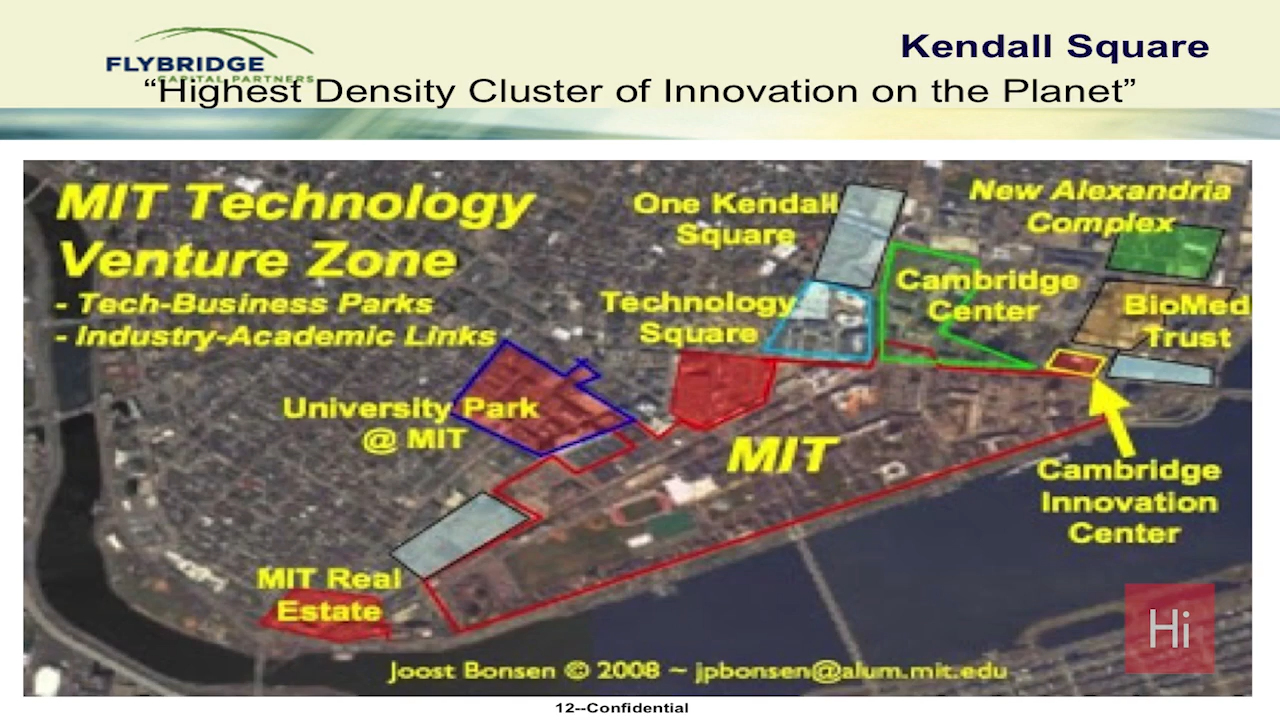 FLYBRIDGE
CAPITAL PARTNERS
Kendall Square
“Highest Density Cluster of Innovation on the Planet”
MIT Technology
Venture Zone
- Tech-Business Parks
- Industry-Academic Links
One Kendall
Square
New Alexandria
Complex
Technology
Square
Cambridge
Center
BioMed
Trust
University Park
@ MIT
MIT
Cambridge
Innovation
Center
MIT Real
Estate
Hi
Joost Bonsen © 2008 ~ jpbonsen@alum.mit.edu
12--Confidential